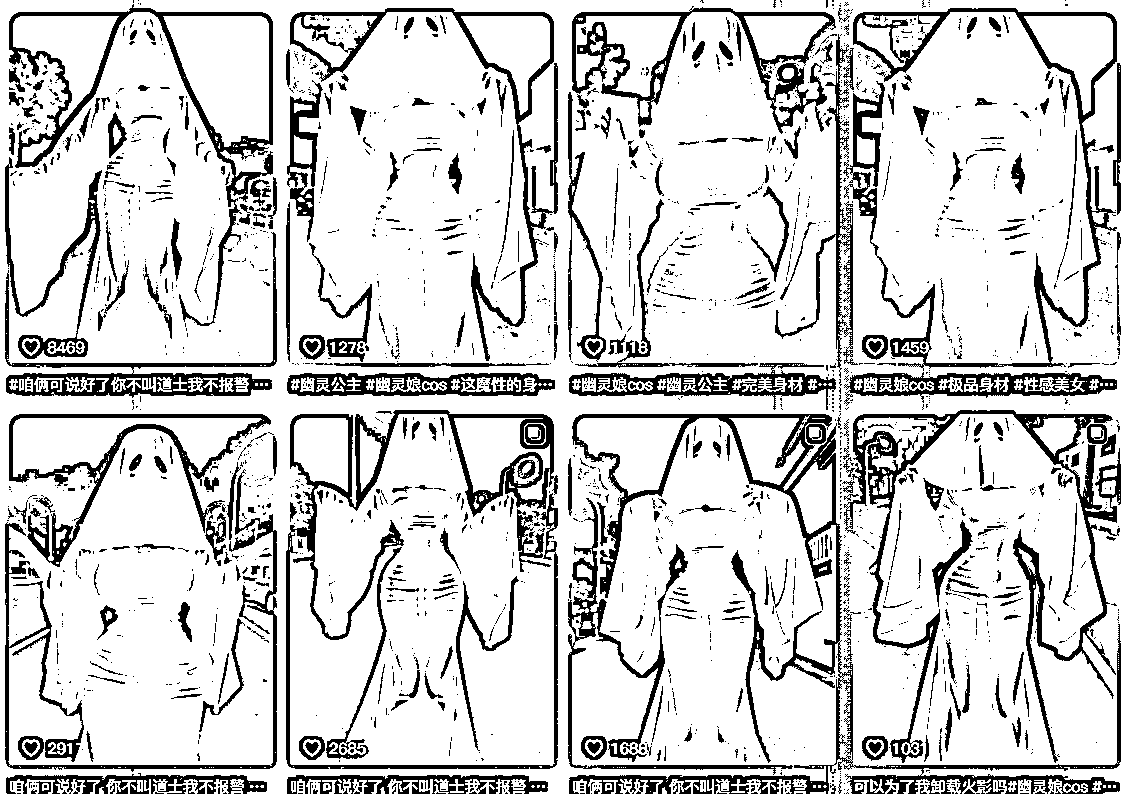 8469
1278
1118
1459
#咱俩可说好了你不叫道士我不报警 ...
#幽灵公主 #幽灵娘cos #这魔性的身...
#幽灵娘cos #幽灵公主 #完美身材 #...
#幽灵娘cos #极品身材 #性感美女 #...
291
2685
1688
103
咱俩可说好了,你不叫道士我不报警 ...
咱俩可说好了,你不叫道士我不报警 ...
咱俩可说好了,你不叫道士我不报警 ...
可以为了我卸载火影吗#幽灵娘cos #...